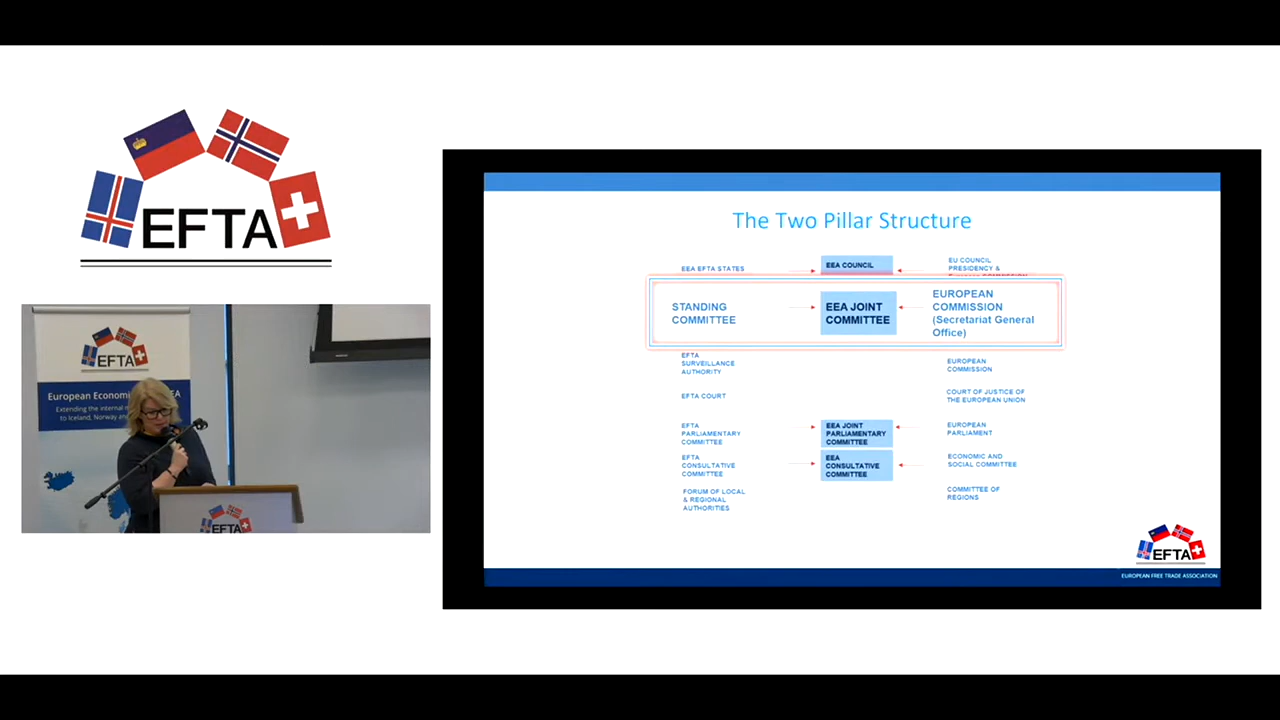 EFTA
EFTA
European Econom
EA
Extending the internal
to Iceland, Norway an
EFTA
The Two Pillar Structure
EEA EFTA STATES
EEA COUNCIL
EU COUNCIL
PRESIDENCY &
STANDING
COMMITTEE
EEA JOINT
COMMITTEE
EUROPEAN
COMMISSION
(Secretariat General
Office)
EFTA
SURVEILLANCE
AUTHORITY
EUROPEAN
COMMISSION
EFTA COURT
COURT OF JUSTICE OF
THE EUROPEAN UNION
EFTA
PARLIAMENTARY
COMMITTEE
EEA JOINT
PARLIAMENTARY
COMMITTEE
EUROPEAN
PARLIAMENT
EFTA
CONSULTATIVE
COMMITTEE
EEA
CONSULTATIVE
COMMITTEE
ECONOMIC AND
SOCIAL COMMITTEE
FORUM OF LOCAL
& REGIONAL
AUTHORITIES
COMMITTEE OF
REGIONS
EFTA
EUROPEAN FREE TRADE ASSOCIATION